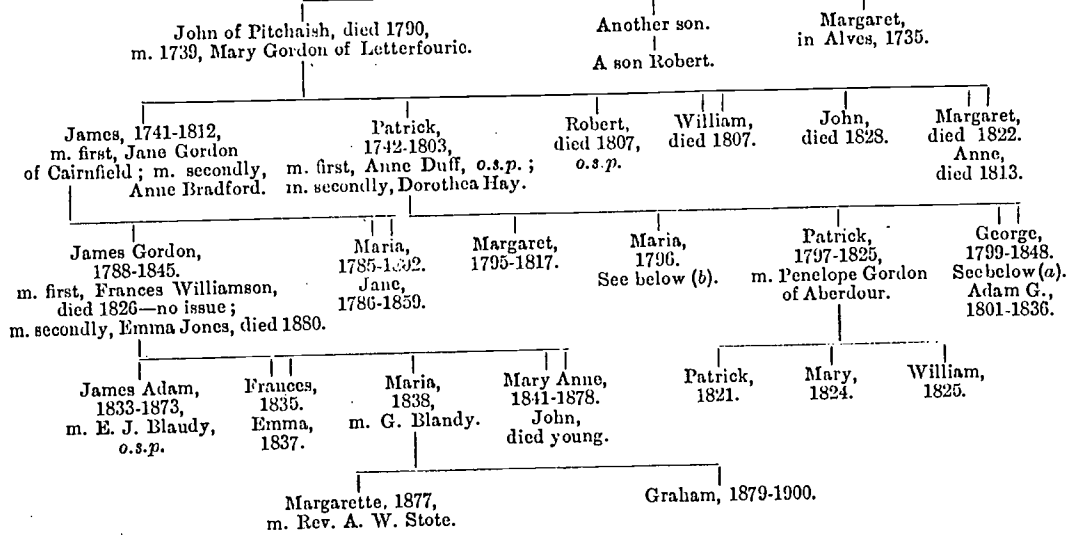 John of Pitchaish, died 1790,
m. 1739, Mary Gordon of Letterfourie.
Another son.
A son Robert.
Margaret,
in Alves, 1735.
James, 1741-1812,
m. first, Jane Gordon
of Cairnfield; m. secondly,
Anne Bradford.
Patrick,
1742-1803,
m. first, Anne Duff, o.s.p.;
m. secondly, Dorothea Hay.
Robert,
died 1807,
o.s.p.
William,
died 1807.
John,
died 1828.
Margaret,
died 1822.
Anne,
died 1813.
James Gordon,
1788-1845.
m. first, Frances Williamson,
died 1826—no issue;
m. secondly, Emma Jones, died 1880.
Maria,
1785-
Jane,
1786-1859.
Margaret,
1795-1817.
Maria,
1796.
See below (b).
Patrick,
1797-1825,
m. Penelope Gordon
of Aberdour.
George,
1799-1848.
See below (a).
Adam G.,
1801-1836.
James Adam,
1833-1873,
m. E. J. Blaudy,
o.s.p.
Frances,
1835.
Emma,
1837.
Maria,
1838,
m. G. Blandy.
Mary Anne,
1841-1878.
John,
died young.
Patrick,
1821.
Mary,
1824.
William,
1825.
Margarette, 1877,
m. Rev. A. W. Stote.
Graham, 1879-1900.